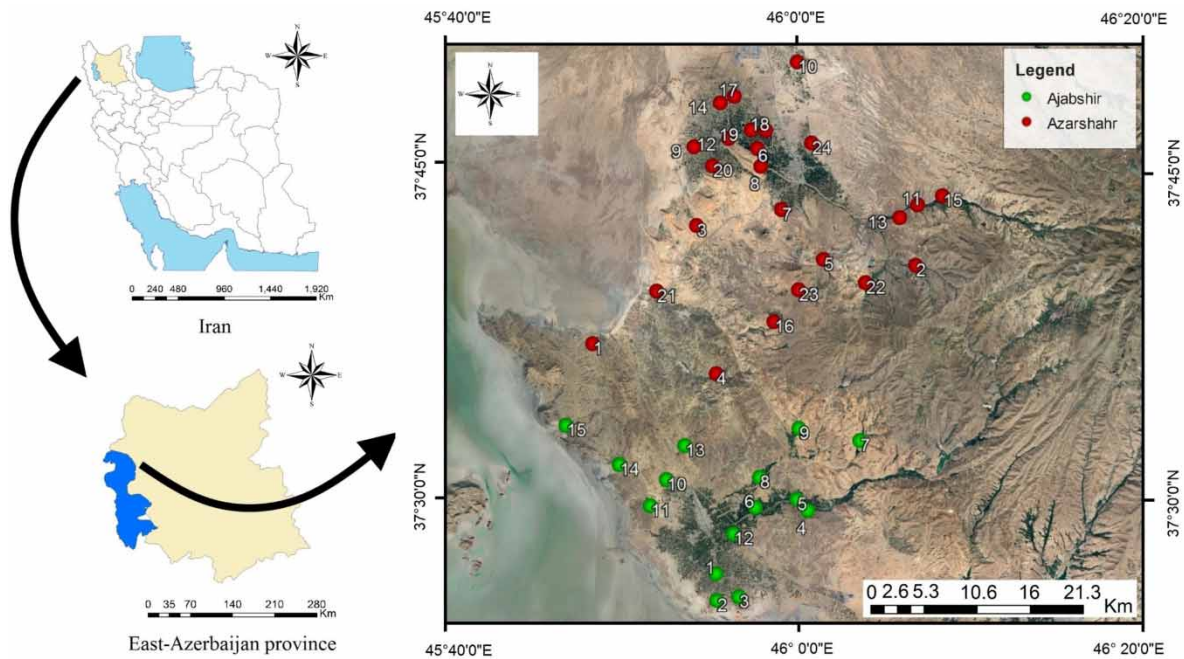 N
W E
S
0 240 480 960 1,440 1,920
Km
Iran
N
W E
S
0 35 70 140 210 280
Km
East-Azerbaijan province
45°40'0"E 46°0'0"E 46°20'0"E
N
W E
S
Legend
Ajabshir
Azarshahr
10
17
14
18
19
12
9
24
6
20
8
15
11
13
7
3
5
2
22
23
21
16
1
4
15
9
7
13
14
8
10
5
6
11
4
12
1
3
2
37°45'0"N
37°30'0"N
37°45'0"N
37°30'0"N
0 2.6 5.3 10.6 16 21.3
Km
45°40'0"E 46°0'0"E 46°20'0"E